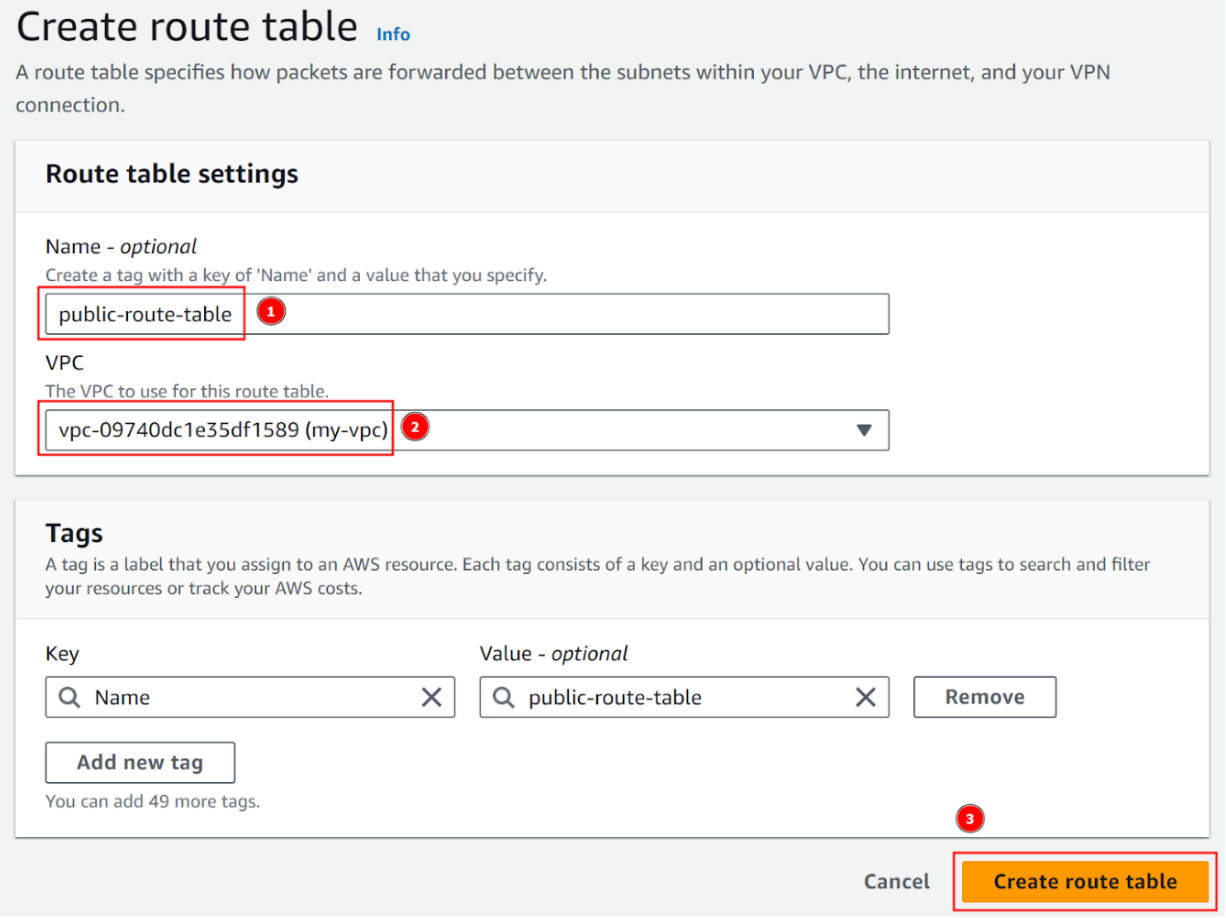 Create route table Info
A route table specifies how packets are forwarded between the subnets within your VPC, the internet, and your VPN
connection.
Route table settings
Name - optional
Create a tag with a key of 'Name' and a value that you specify.
public-route-table 1
VPC
The VPC to use for this route table.
vpc-09740dc1e35df1589 (my-vpc) 2
Tags
A tag is a label that you assign to an AWS resource. Each tag consists of a key and an optional value. You can use tags to search and filter
your resources or track your AWS costs.
Key Value - optional
Name public-route-table Remove
Add new tag
You can add 49 more tags.
3
Cancel Create route table